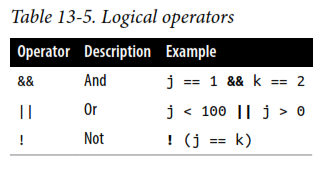 Table 13-5. Logical operators
Operator Description Example
&& And j == 1 && k == 2
|| Or j < 100 || j > 0
! Not ! (j == k)